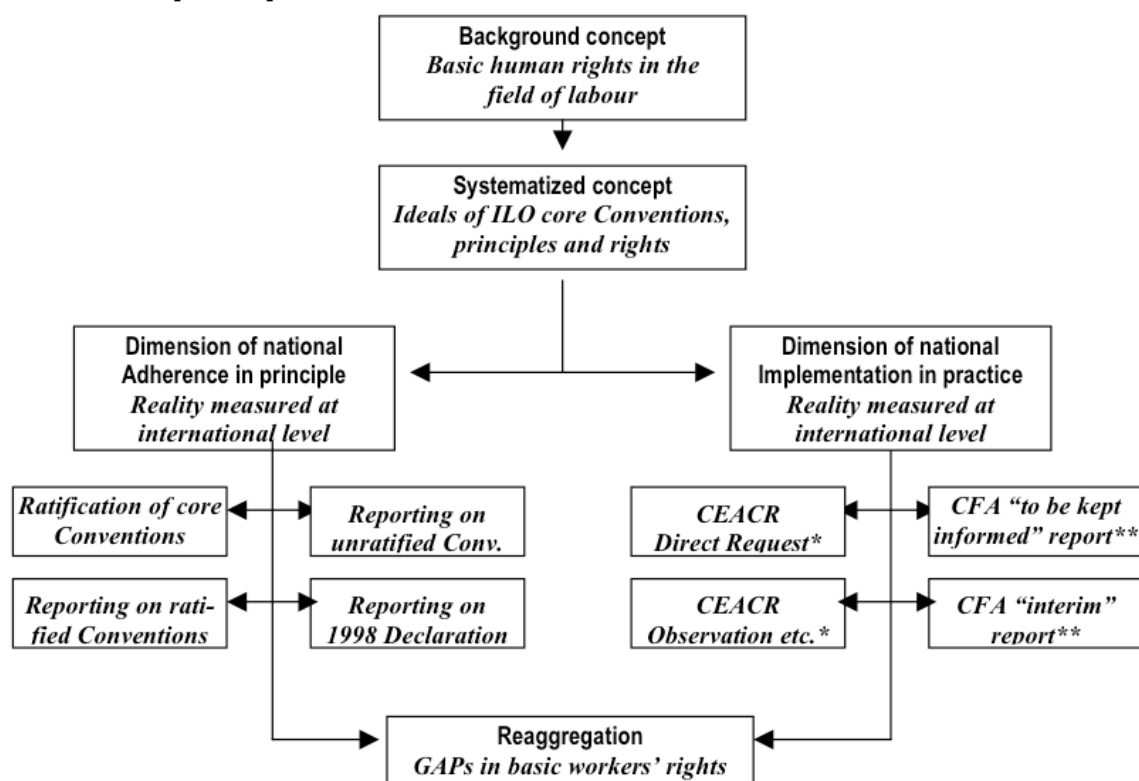 Background concept
Basic human rights in the
field of labour
Systematized concept
Ideals of ILO core Conventions,
principles and rights
Dimension of national
Adherence in principle
Reality measured at
international level
Dimension of national
Implementation in practice
Reality measured at
international level
Ratification of core
Conventions
Reporting on
unratified Conv.
CEACR
Direct Request*
CFA “to be kept
informed” report**
Reporting on rati-
fied Conventions
Reporting on
1998 Declaration
CEACR
Observation etc.*
CFA “interim”
report**
Reaggregation
GAPs in basic workers’ rights